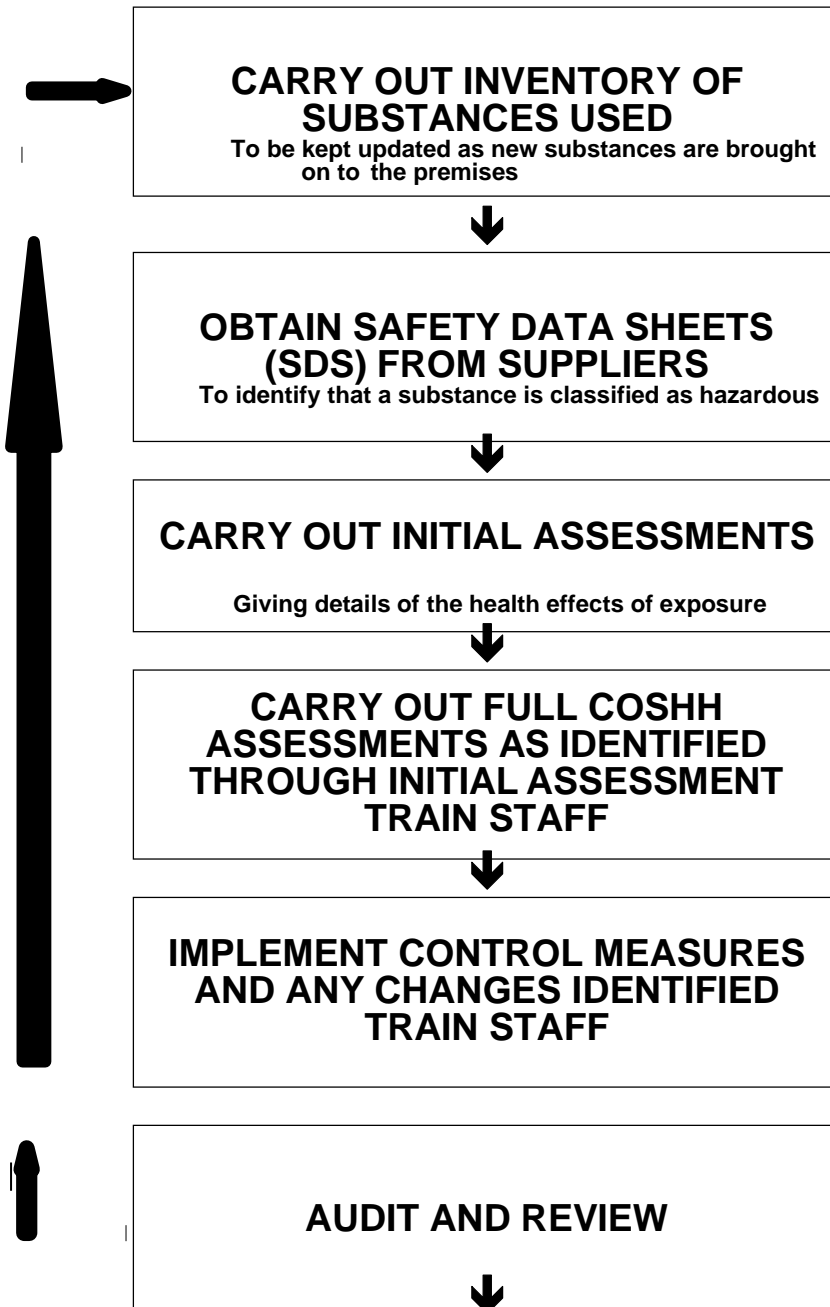 CARRY OUT INVENTORY OF
SUBSTANCES USED
To be kept updated as new substances are brought
on to the premises
OBTAIN SAFETY DATA SHEETS
(SDS) FROM SUPPLIERS
To identify that a substance is classified as hazardous
CARRY OUT INITIAL ASSESSMENTS
Giving details of the health effects of exposure
CARRY OUT FULL COSHH
ASSESSMENTS AS IDENTIFIED
THROUGH INITIAL ASSESSMENT
TRAIN STAFF
IMPLEMENT CONTROL MEASURES
AND ANY CHANGES IDENTIFIED
TRAIN STAFF
AUDIT AND REVIEW